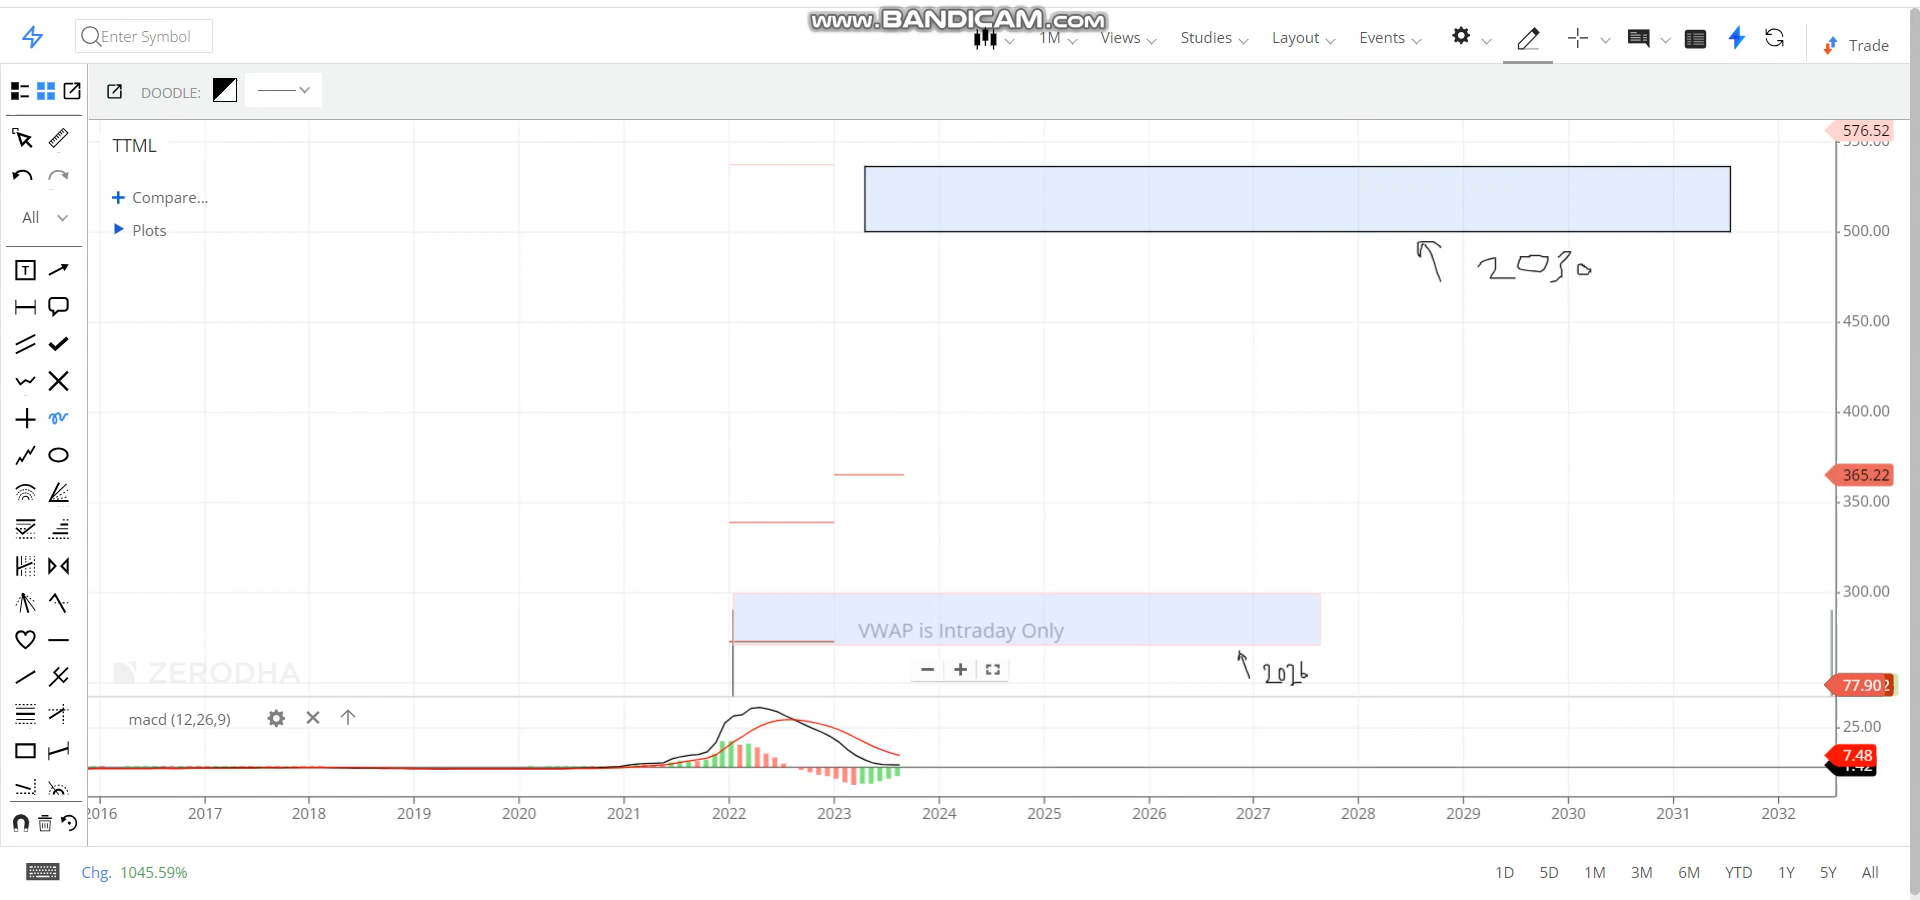 www.BANDICAM.com
Enter Symbol
1M
Views
Studies
Layout
Events
Trade
DOODLE:
TTML
Compare...
Plots
All
T
576.52
500.00
450.00
400.00
365.22
350.00
300.00
77.90
25.00
7.48
2030
VWAP is Intraday Only
2026
ZERODHA
macd (12,26,9)
2016 2017 2018 2019 2020 2021 2022 2023 2024 2025 2026 2027 2028 2029 2030 2031 2032
Chg. 1045.59%
1D 5D 1M 3M 6M YTD 1Y 5Y All